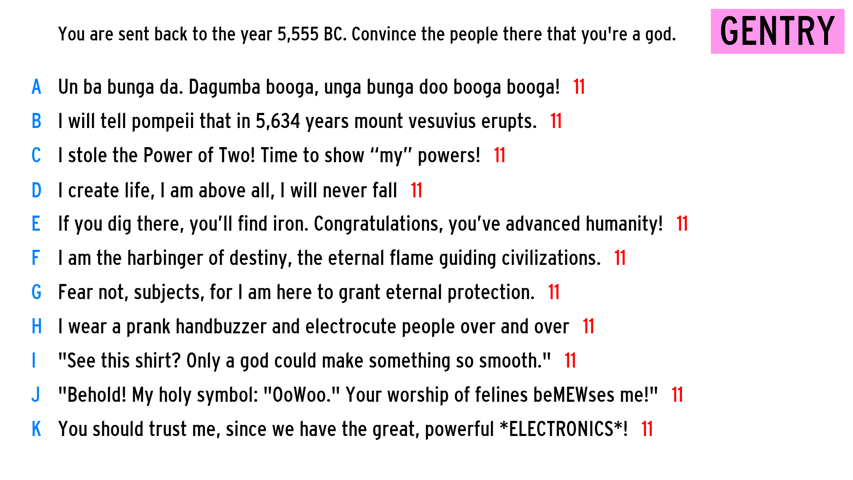 You are sent back to the year 5,555 BC. Convince the people there that you're a god.
GENTRY
A Un ba bunga da. Dagumba booga, unga bunga doo booga booga! 11
B I will tell pompeii that in 5,634 years mount vesuvius erupts. 11
C I stole the Power of Two! Time to show “my” powers! 11
D I create life, I am above all, I will never fall 11
E If you dig there, you’ll find iron. Congratulations, you’ve advanced humanity! 11
F I am the harbinger of destiny, the eternal flame guiding civilizations. 11
G Fear not, subjects, for I am here to grant eternal protection. 11
H I wear a prank handbuzzer and electrocute people over and over 11
I "See this shirt? Only a god could make something so smooth." 11
J "Behold! My holy symbol: "OoWoo." Your worship of felines beMEWses me!" 11
K You should trust me, since we have the great, powerful *ELECTRONICS*! 11